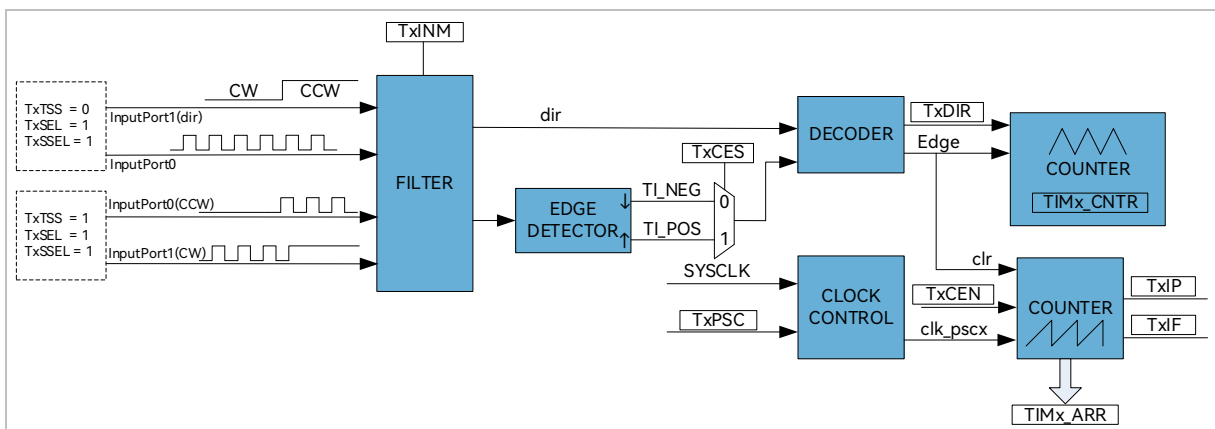 TxINM
CW
CCW
TxTSS = 0
TxSEL = 1
TxSSEL = 1
InputPort1(dir)
InputPort0
TxTSS = 1
TxSEL = 1
TxSSEL = 1
InputPort0(CCW)
InputPort1(CW)
FILTER
dir
EDGE
DETECTOR
↓
↑
TI_NEG
TI_POS
TxCES
0
1
DECODER
TxDIR
Edge
COUNTER
TIMx_CNTR
SYSCLK
TxPSC
CLOCK
CONTROL
clr
TxCEN
clk_pscx
COUNTER
TxIP
TxIF
TIMx_ARR